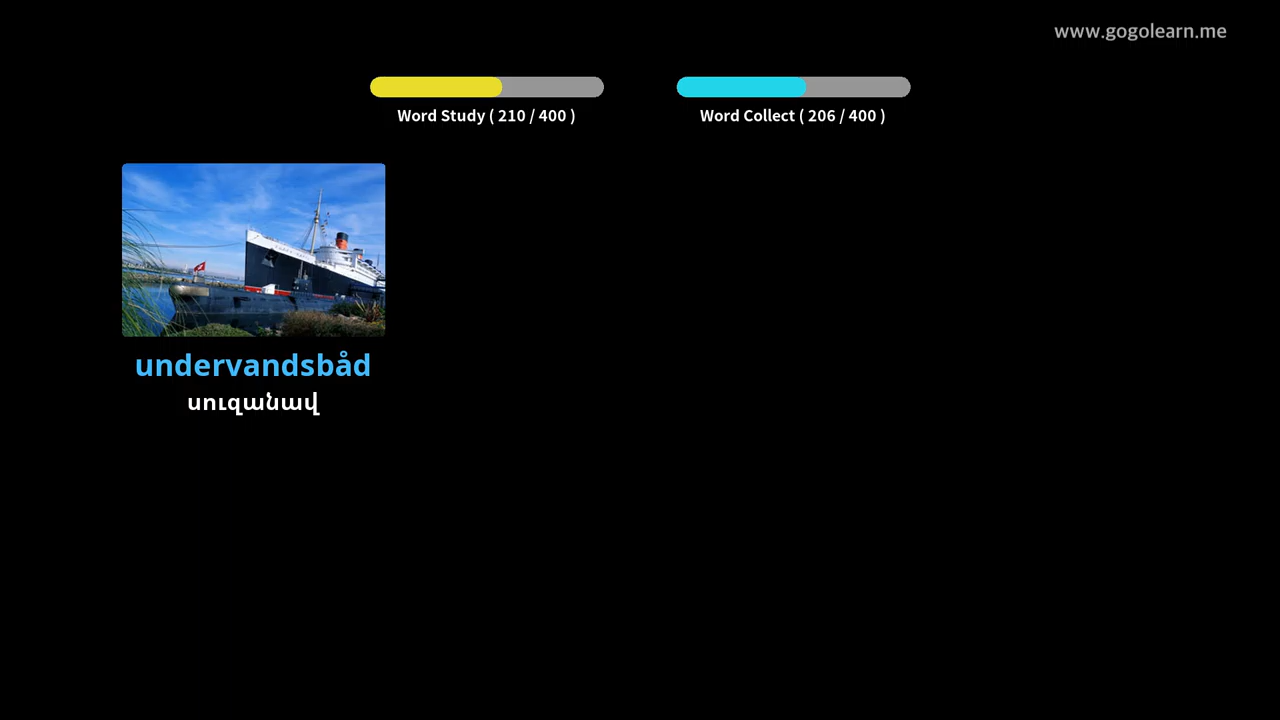 www.gogolearn.me
Word Study ( 210 / 400 )
Word Collect ( 206 / 400 )
undervandsbåd
սուզանավ